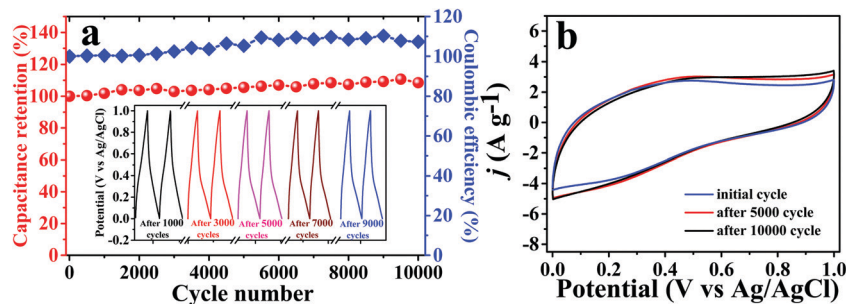 a
Capacitance retention (%)
140
120
100
80
60
40
20
0
Potential (V vs Ag/AgCl)
1.0
0.8
0.6
0.4
0.2
0.0
-0.2
After 1000 cycles
After 3000 cycles
After 5000 cycles
After 7000 cycles
After 9000 cycles
0 2000 4000 6000 8000 10000
Cycle number
120
100
80
60
40
20
0
Coulombic efficiency (%)
b
j (A g-1)
6
4
2
0
-2
-4
-6
-8
initial cycle
after 5000 cycle
after 10000 cycle
0.0 0.2 0.4 0.6 0.8 1.0
Potential (V vs Ag/AgCl)